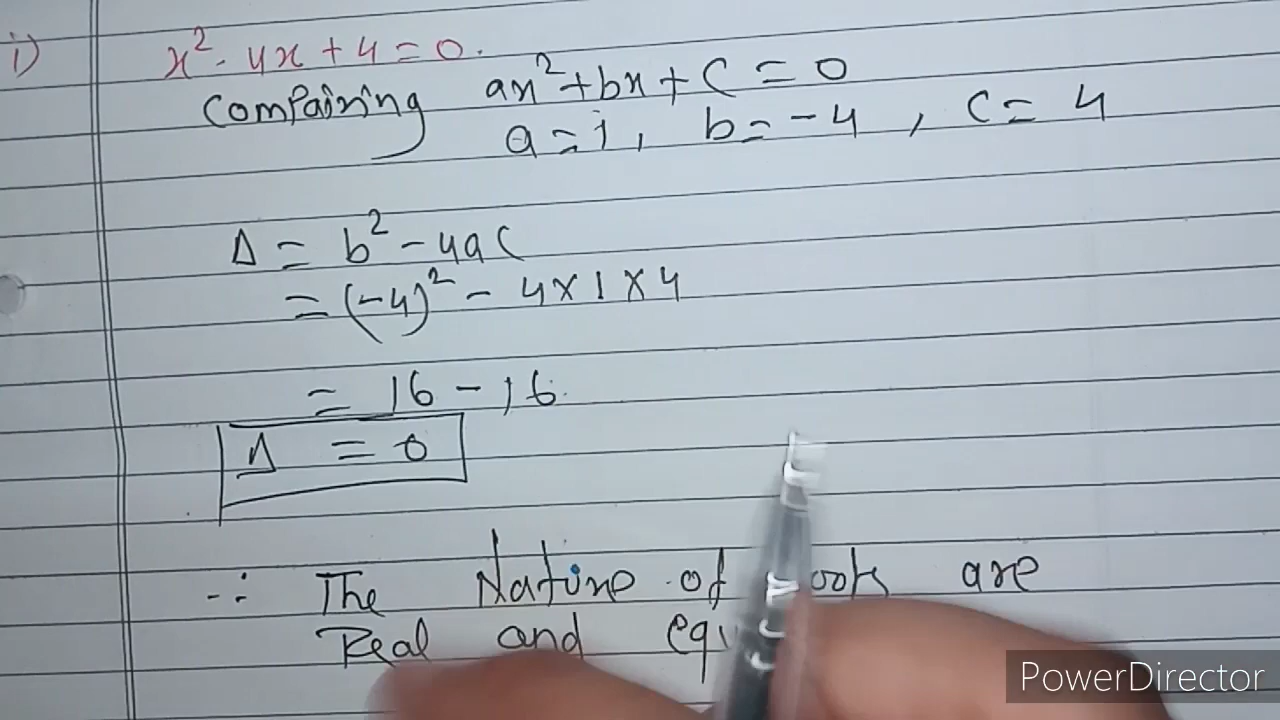 i) x² - 4x + 4 = 0.
Compairing ax² + bx + c = 0
a = 1, b = -4 , c = 4
Δ = b² - 4ac
= (-4)² - 4 × 1 × 4
= 16 - 16.
Δ = 0
∴ The Nature of are
Real and
PowerDirector